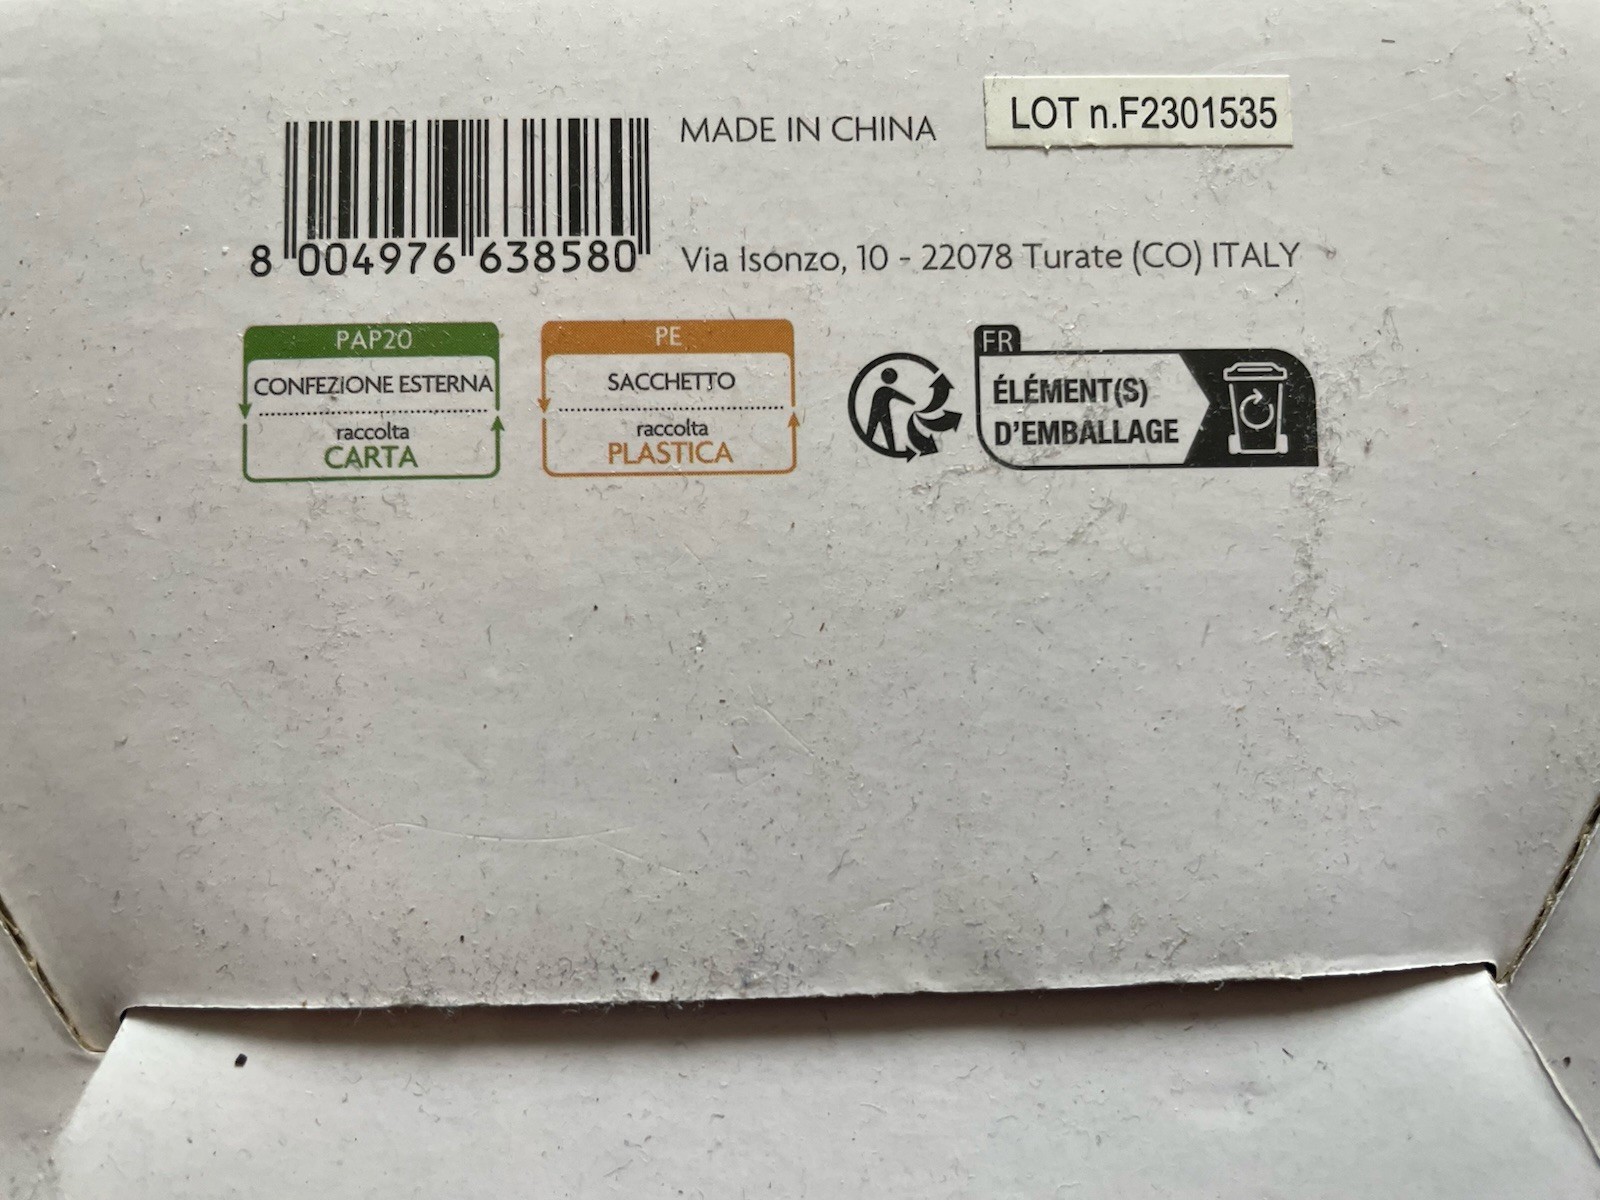 MADE IN CHINA
LOT n.F2301535
8 004976 638580
Via Isonzo, 10 - 22078 Turate (CO) ITALY
PAP20
CONFEZIONE ESTERNA
raccolta
CARTA
PE
SACCHETTO
raccolta
PLASTICA
FR
ÉLÉMENT(S)
D'EMBALLAGE